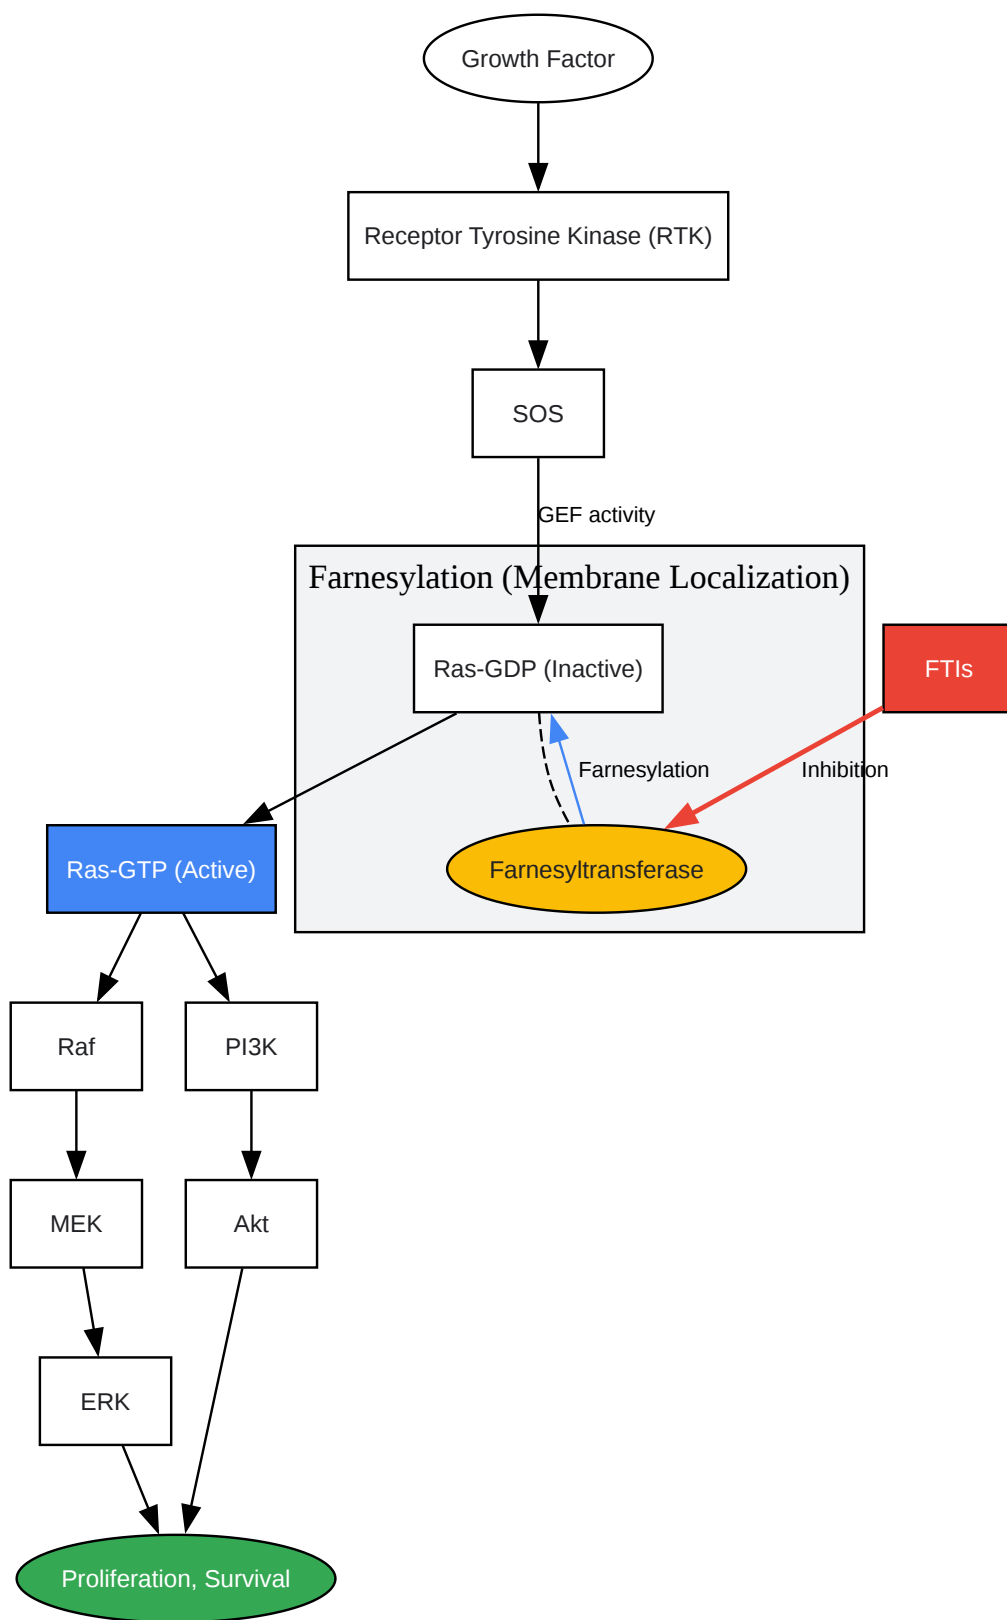 Growth Factor
Receptor Tyrosine Kinase (RTK)
SOS
GEF activity
Farnesylation (Membrane Localization)
Ras-GDP (Inactive)
FTIs
Farnesylation
Inhibition
Ras-GTP (Active)
Farnesyltransferase
Raf
PI3K
MEK
Akt
ERK
Proliferation, Survival